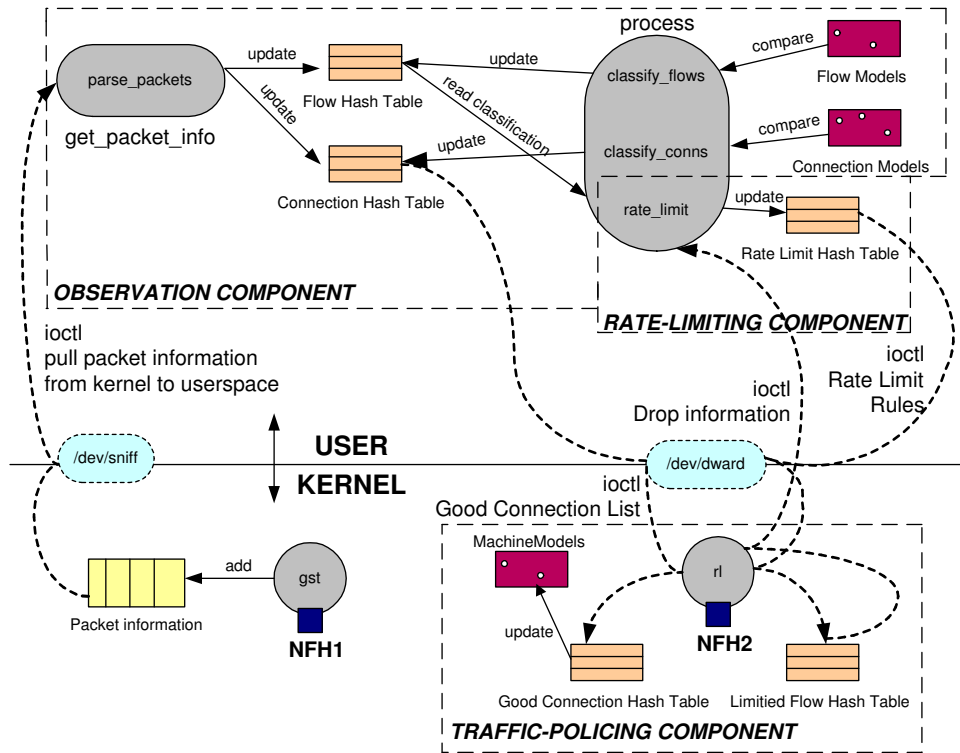 process
update
parse_packets
update
Flow Hash Table
get_packet_info
update
Connection Hash Table
read classification
update
classify_flows
compare
Flow Models
classify_conns
compare
Connection Models
rate_limit
update
Rate Limit Hash Table
OBSERVATION COMPONENT
RATE-LIMITING COMPONENT
ioctl
pull packet information
from kernel to userspace
ioctl
Drop information
ioctl
Rate Limit
Rules
/dev/sniff
USER
KERNEL
/dev/dward
ioctl
Good Connection List
MachineModels
add
gst
Packet information
NFH1
rl
NFH2
update
Good Connection Hash Table
Limitied Flow Hash Table
TRAFFIC-POLICING COMPONENT